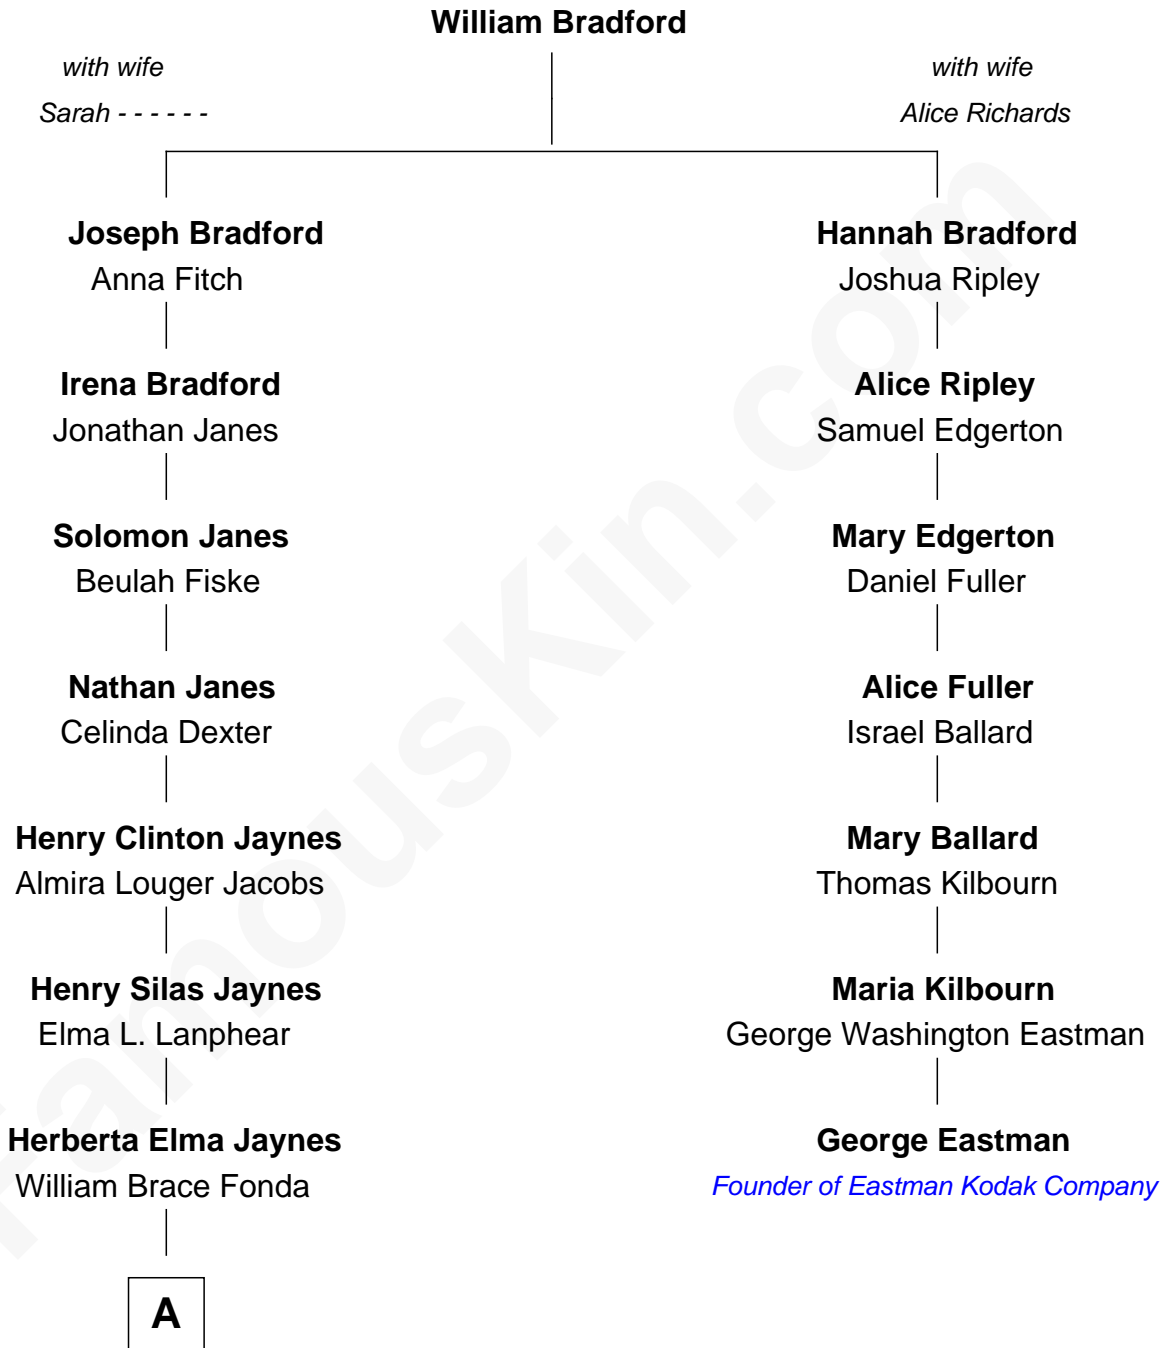 William Bradford
with wife
with wife
Sarah - - - - - -
Alice Richards
Joseph Bradford
Hannah Bradford
Anna Fitch
Joshua Ripley
Irena Bradford
Alice Ripley
Jonathan Janes
Samuel Edgerton
Solomon Janes
Mary Edgerton
Beulah Fiske
Daniel Fuller
Nathan Janes
Alice Fuller
Celinda Dexter
Israel Ballard
Henry Clinton Jaynes
Mary Ballard
Almira Louger Jacobs
Thomas Kilbourn
Henry Silas Jaynes
Maria Kilbourn
Elma L. Lanphear
George Washington Eastman
Herberta Elma Jaynes
George Eastman
William Brace Fonda
Founder of Eastman Kodak Company
A
FamousKin.com